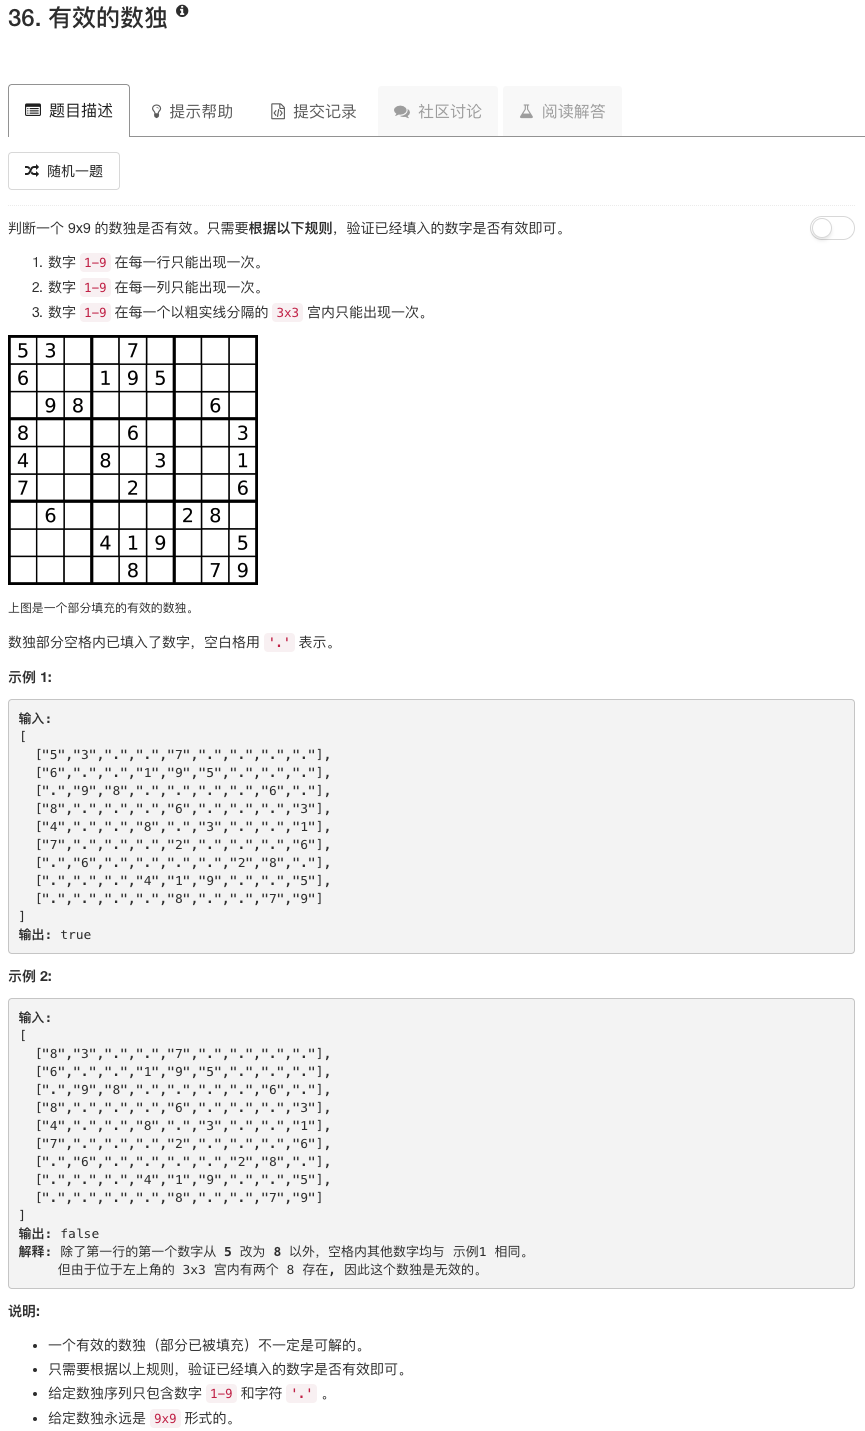 36. 有效的数独
题目描述 提示帮助 提交记录 社区讨论 阅读解答
随机一题
判断一个 9x9 的数独是否有效。只需要根据以下规则，验证已经填入的数字是否有效即可。
1. 数字 1-9 在每一行只能出现一次。
2. 数字 1-9 在每一列只能出现一次。
3. 数字 1-9 在每一个以粗实线分隔的 3x3 宫内只能出现一次。
5 3 7
6 1 9 5
9 8 6
8 6 3
4 8 3 1
7 2 6
6 2 8
4 1 9 5
8 7 9
上图是一个部分填充的有效的数独。
数独部分空格内已填入了数字，空白格用 '.' 表示。
示例 1:
输入:
[
["5","3",".",".","7",".",".",".","."],
["6",".",".","1","9","5",".",".","."],
[".","9","8",".",".",".",".","6","."],
["8",".",".",".","6",".",".",".","3"],
["4",".",".","8",".","3",".",".","1"],
["7",".",".",".","2",".",".",".","6"],
[".","6",".",".",".",".","2","8","."],
[".",".",".","4","1","9",".",".","5"],
[".",".",".",".","8",".",".","7","9"]
]
输出: true
示例 2:
输入:
[
["8","3",".",".","7",".",".",".","."],
["6",".",".","1","9","5",".",".","."],
[".","9","8",".",".",".",".","6","."],
["8",".",".",".","6",".",".",".","3"],
["4",".",".","8",".","3",".",".","1"],
["7",".",".",".","2",".",".",".","6"],
[".","6",".",".",".",".","2","8","."],
[".",".",".","4","1","9",".",".","5"],
[".",".",".",".","8",".",".","7","9"]
]
输出: false
解释: 除了第一行的第一个数字从 5 改为 8 以外，空格内其他数字均与 示例1 相同。
但由于位于左上角的 3x3 宫内有两个 8 存在, 因此这个数独是无效的。
说明:
• 一个有效的数独（部分已被填充）不一定是可解的。
• 只需要根据以上规则，验证已经填入的数字是否有效即可。
• 给定数独序列只包含数字 1-9 和字符 '.' 。
• 给定数独永远是 9x9 形式的。